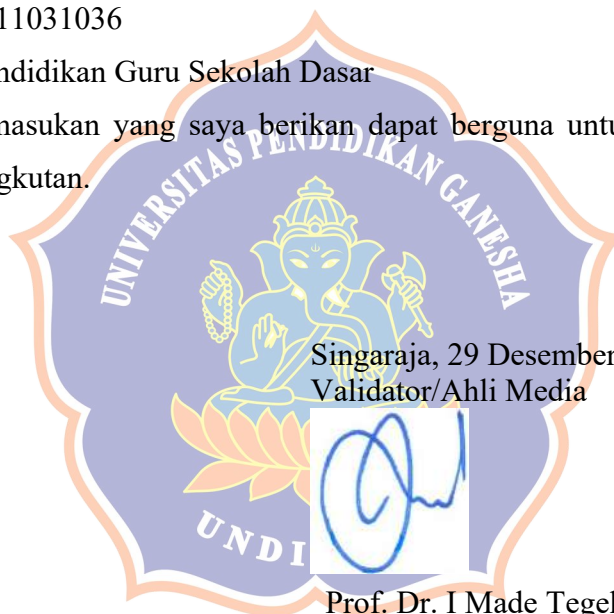 11031036
ndidikan Guru Sekolah Dasar
masukan yang saya berikan dapat berguna untu
gkutan.
UNIVERSITAS PENDIDIKAN GANESHA
Singaraja, 29 Desember
Validator/Ahli Media
UNDI
Prof. Dr. I Made Tege